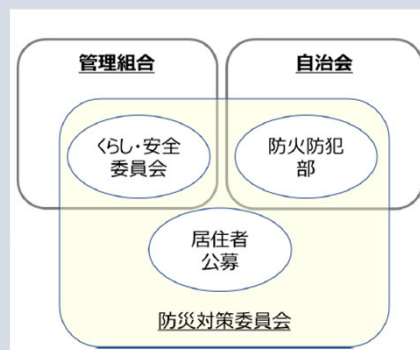 管理組合
自治会
くらし・安全
委員会
防火防犯
部
居住者
公募
防災対策委員会